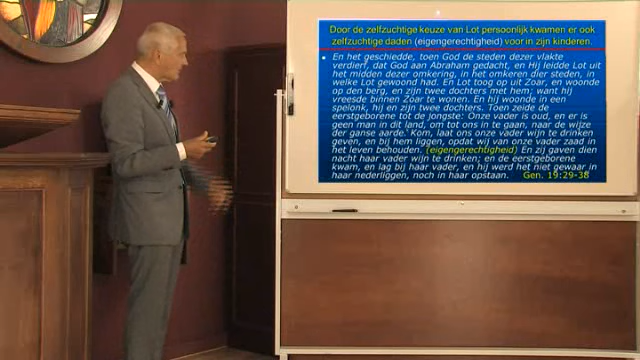 Door de zelfzuchtige keuze van Lot persoonlijk kwamen er ook
zelfzuchtige daden (eigengerechtigheid) voor in zijn kinderen.
En het geschiedde, toen God de steden dezer vlakte
verdierf, dat God aan Abraham gedacht, en Hij leidde Lot uit
het midden dezer omkering, in het omkeren dier steden, in
welke Lot gewoond had. En Lot toog op uit Zoar, en woonde
op den berg, en zijn twee dochters met hem; want hij
vreesde binnen Zoar te wonen. En hij woonde in een
spelonk, hij en zijn twee dochters. Toen zeide de
eerstgeborene tot de jongste: Onze vader is oud, en er is
geen man in dit land, om tot ons in te gaan, naar de wijze
der ganse aarde. Kom, laat ons onze vader wijn te drinken
geven, en bij hem liggen, opdat wij van onze vader zaad in
het leven behouden. (eigengerechtigheid) En zij gaven dien
nacht haar vader wijn te drinken; en de eerstgeborene
kwam, en lag bij haar vader, en hij werd het niet gewaar in
haar nederliggen, noch in haar opstaan. Gen. 19:29-38